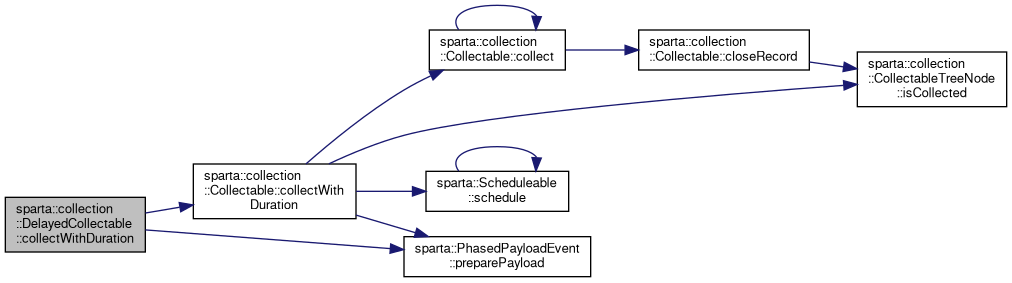 sparta::collection
::DelayedCollectable
::collectWithDuration
sparta::collection
::Collectable::collectWith
Duration
sparta::collection
::Collectable::collect
sparta::collection
::Collectable::closeRecord
sparta::collection
::CollectableTreeNode
::isCollected
sparta::Scheduleable
::schedule
sparta::PhasedPayloadEvent
::preparePayload